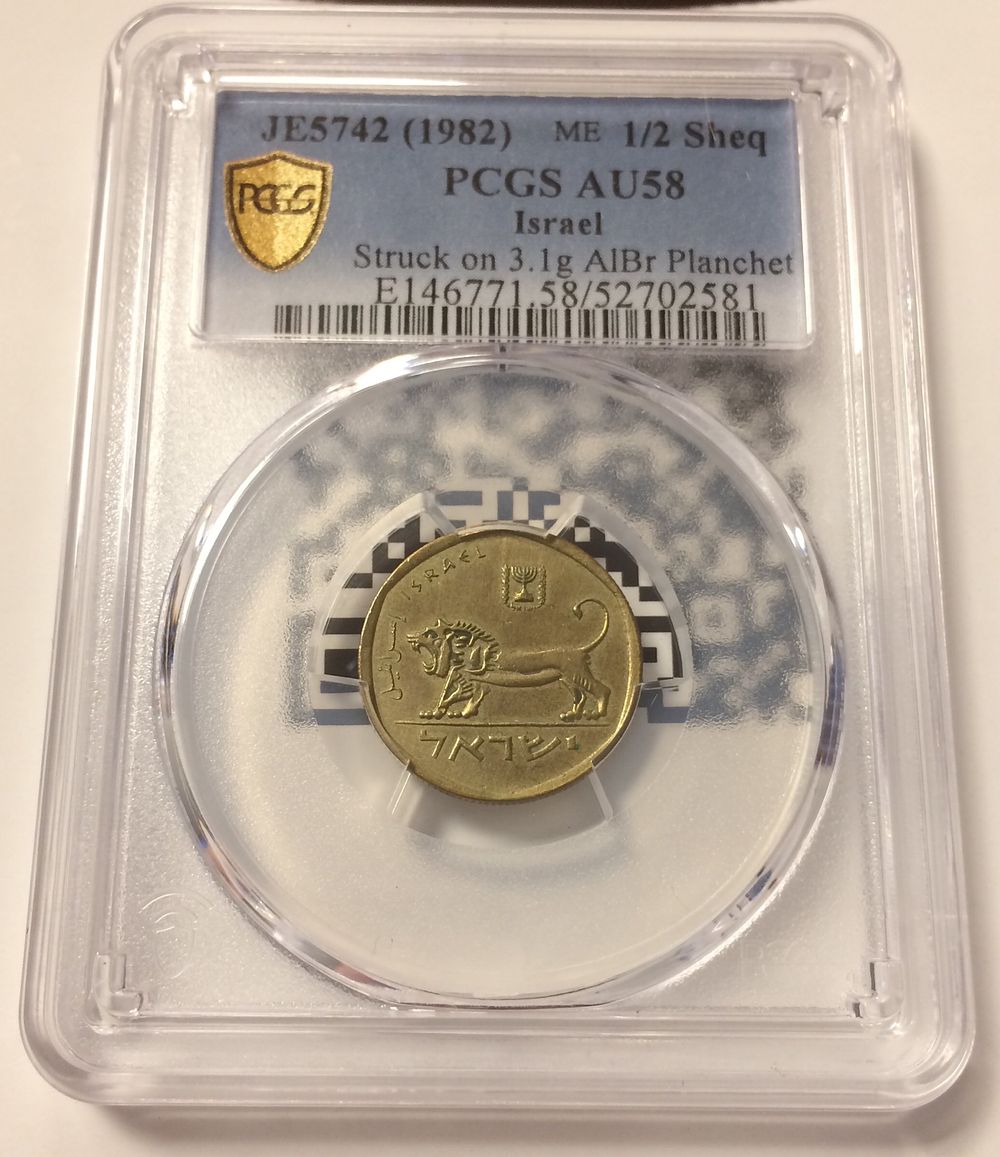 JE5742 (1982) ME 1/2 Sheq
PCGS AU58
PCGS
Israel
Struck on 3.1g AlBr Planchet
E146771.58/52702581
ISRAEL
إسرائيل
ישראל